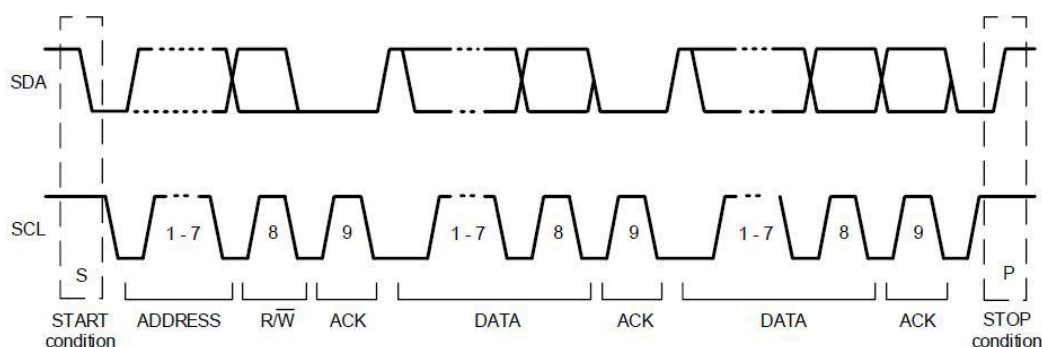 SDA
SCL
1 - 7 8 9 1 - 7 8 9 1 - 7 8 9
S P
START condition ADDRESS R/W̅ ACK DATA ACK DATA ACK STOP condition